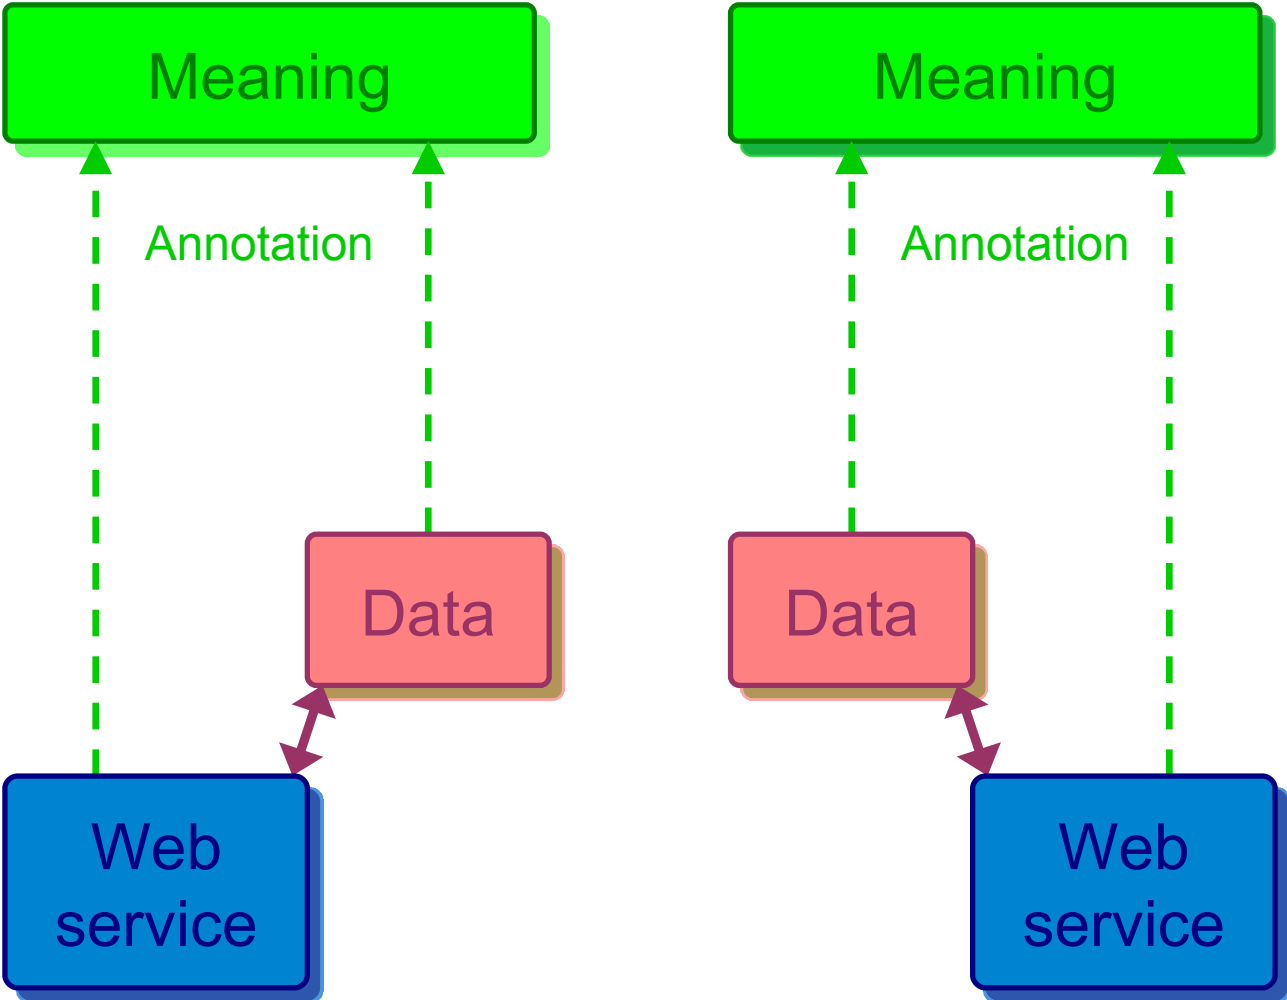 Meaning
Meaning
Annotation
Annotation
Data
Data
Web
service
Web
service